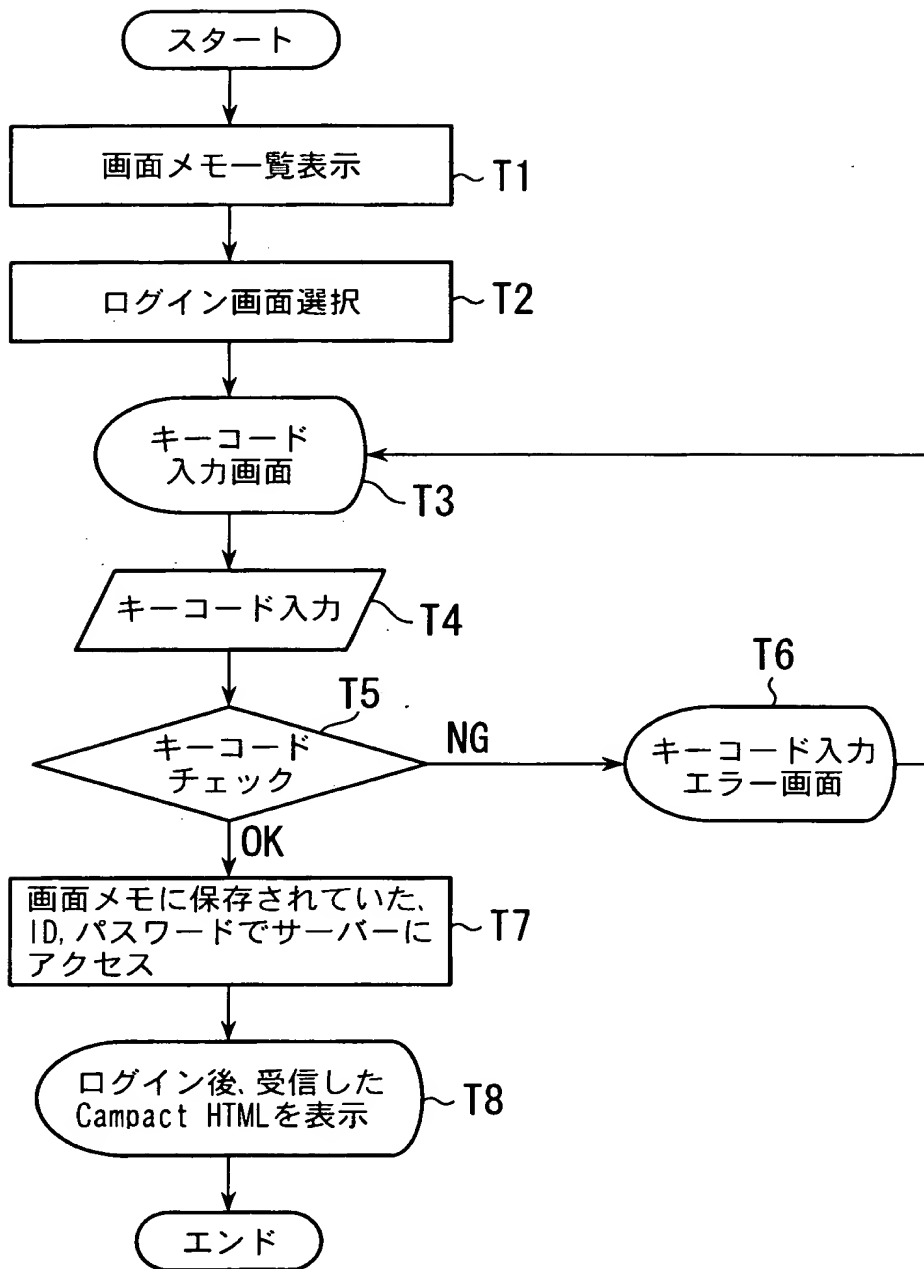 スタート
画面メモ一覧表示
T1
ログイン画面選択
T2
キーコード
入力画面
T3
キーコード入力
T4
T5
キーコード
チェック
NG
OK
T6
キーコード入力
エラー画面
画面メモに保存されていた、
ID, パスワードでサーバーに
アクセス
T7
ログイン後、受信した
Campact HTMLを表示
T8
エンド